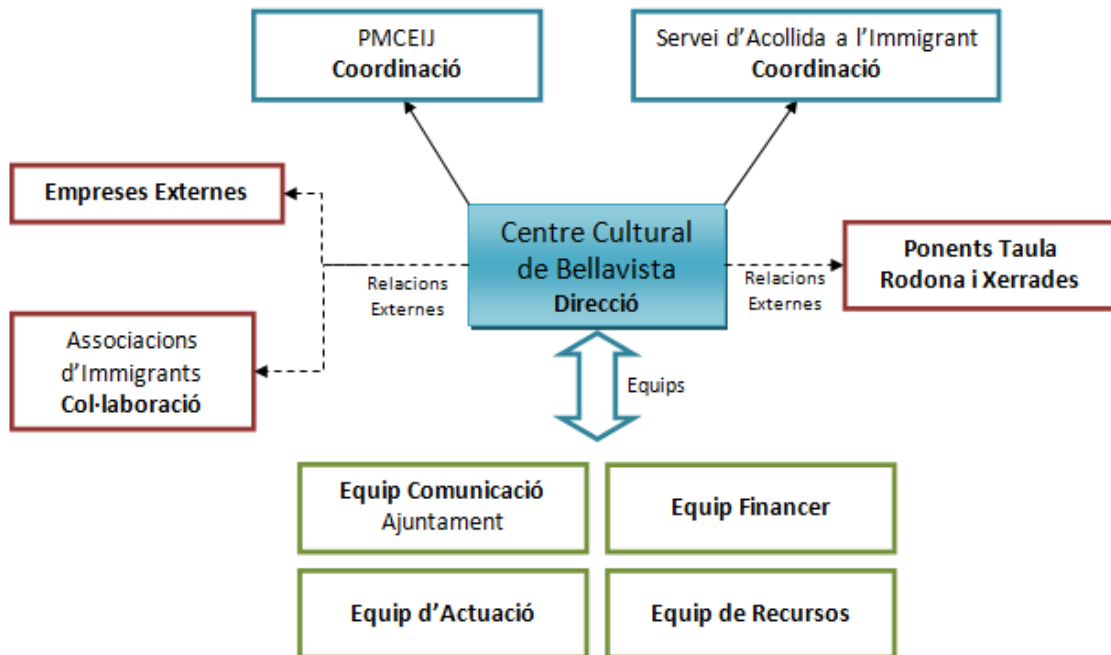 PMCEIJ
Coordinació
Servei d'Acollida a l'Immigrant
Coordinació
Empreses Externes
Centre Cultural
de Bellavista
Direcció
Ponents Taula
Rodona i Xerrades
Relacions
Externes
Relacions
Externes
Associacions
d'Immigrants
Col·laboració
Equips
Equip Comunicació
Ajuntament
Equip Financer
Equip d'Actuació
Equip de Recursos